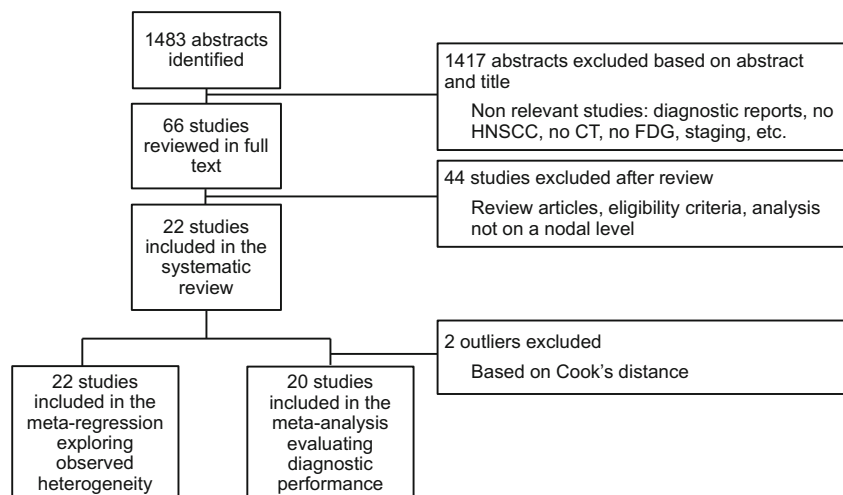 1483 abstracts
identified
1417 abstracts excluded based on abstract
and title
Non relevant studies: diagnostic reports, no
HNSCC, no CT, no FDG, staging, etc.
66 studies
reviewed in full
text
44 studies excluded after review
Review articles, eligibility criteria, analysis
not on a nodal level
22 studies
included in the
systematic
review
2 outliers excluded
Based on Cook's distance
22 studies
included in the
meta-regression
exploring
observed
heterogeneity
20 studies
included in the
meta-analysis
evaluating
diagnostic
performance